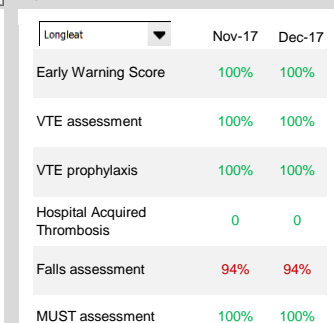 Longleat Nov-17 Dec-17
Early Warning Score 100% 100%
VTE assessment 100% 100%
VTE prophylaxis 100% 100%
Hospital Acquired
Thrombosis 0 0
Falls assessment 94% 94%
MUST assessment 100% 100%